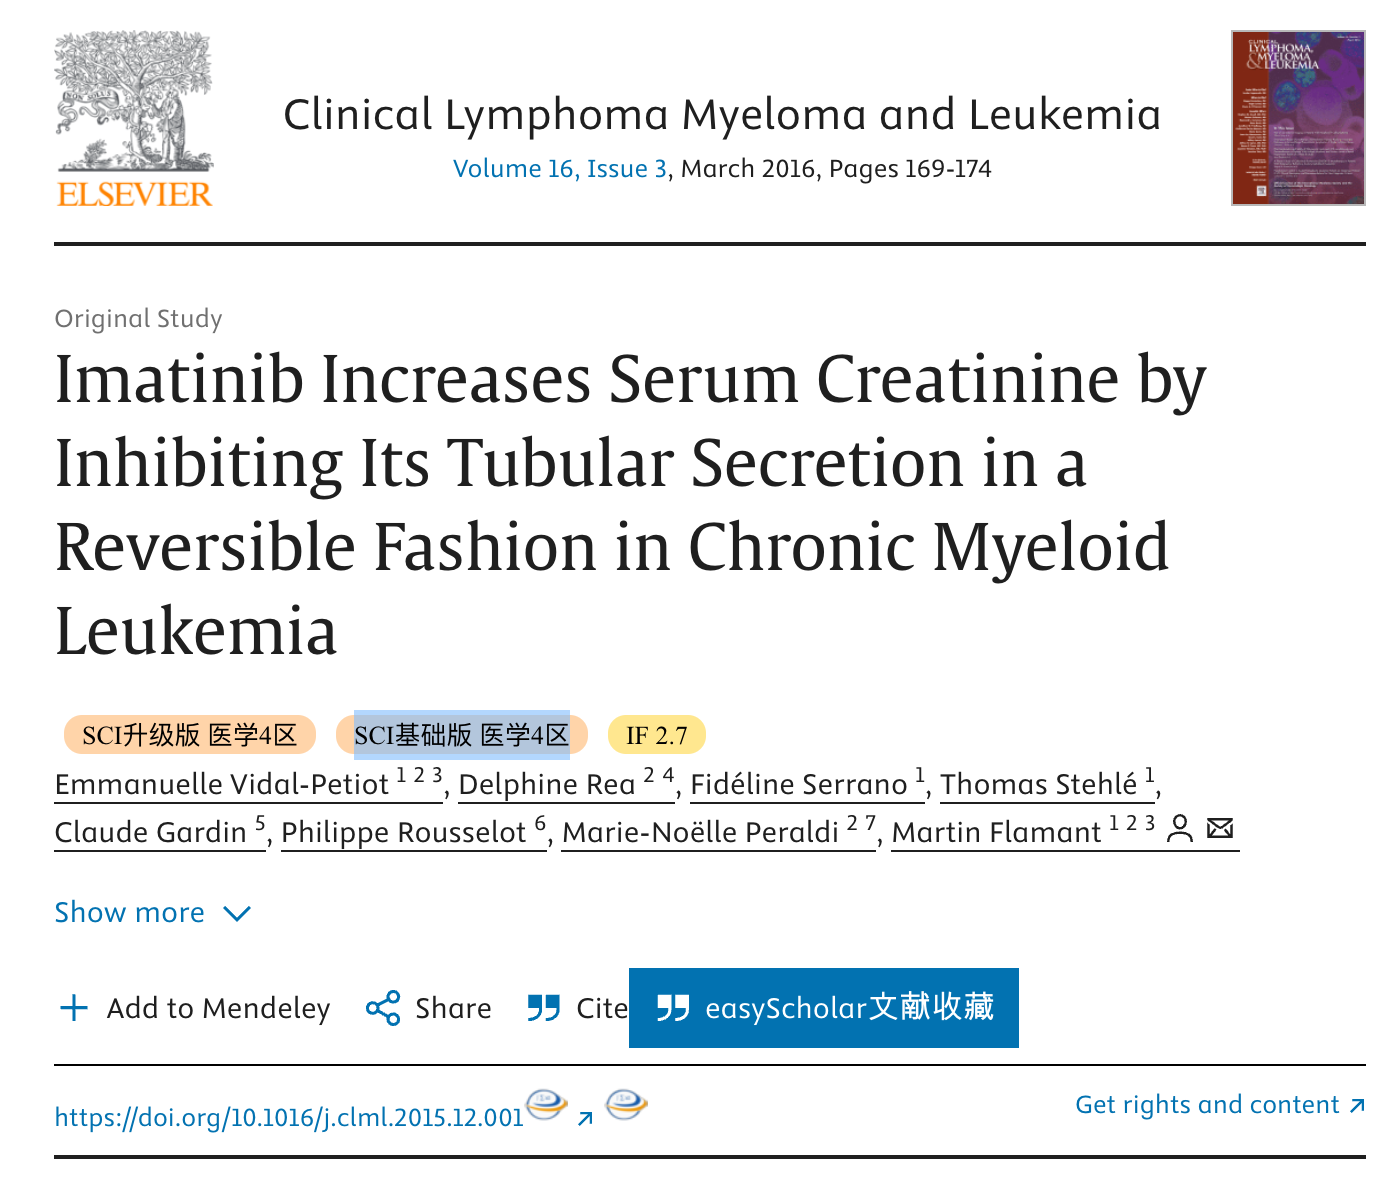 ELSEVIER
Clinical Lymphoma Myeloma and Leukemia
Volume 16, Issue 3, March 2016, Pages 169-174
CLINICAL
LYMPHOMA,
MYELOMA
& LEUKEMIA
Original Study
Imatinib Increases Serum Creatinine by
Inhibiting Its Tubular Secretion in a
Reversible Fashion in Chronic Myeloid
Leukemia
SCI升级版 医学4区 SCI基础版 医学4区 IF 2.7
Emmanuelle Vidal-Petiot 1 2 3, Delphine Rea 2 4, Fidéline Serrano 1, Thomas Stehlé 1,
Claude Gardin 5, Philippe Rousselot 6, Marie-Noëlle Peraldi 2 7, Martin Flamant 1 2 3
Show more
Add to Mendeley Share Cite easyScholar文献收藏
https://doi.org/10.1016/j.clml.2015.12.001 Get rights and content